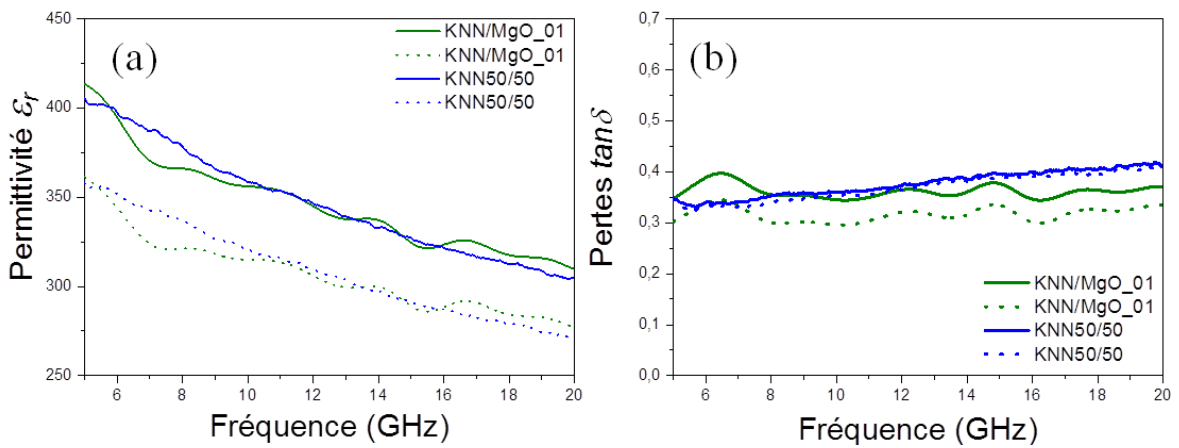 (a)
KNN/MgO_01
KNN/MgO_01
KNN50/50
KNN50/50
450
400
350
300
250
6 8 10 12 14 16 18 20
Permittivité εr
Fréquence (GHz)
(b)
0,7
0,6
0,5
0,4
0,3
0,2
0,1
0,0
KNN/MgO_01
KNN/MgO_01
KNN50/50
KNN50/50
6 8 10 12 14 16 18 20
Pertes tanδ
Fréquence (GHz)